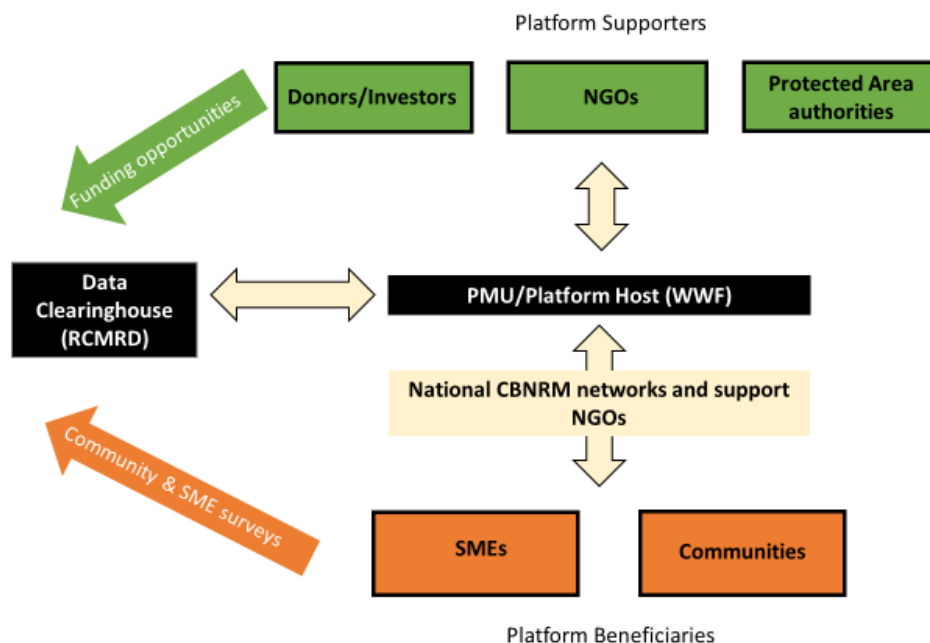 Platform Supporters
Donors/Investors
NGOs
Protected Area
authorities
Funding opportunities
Data
Clearinghouse
(RCMRD)
PMU/Platform Host (WWF)
National CBNRM networks and support
NGOs
Community & SME surveys
SMEs
Communities
Platform Beneficiaries